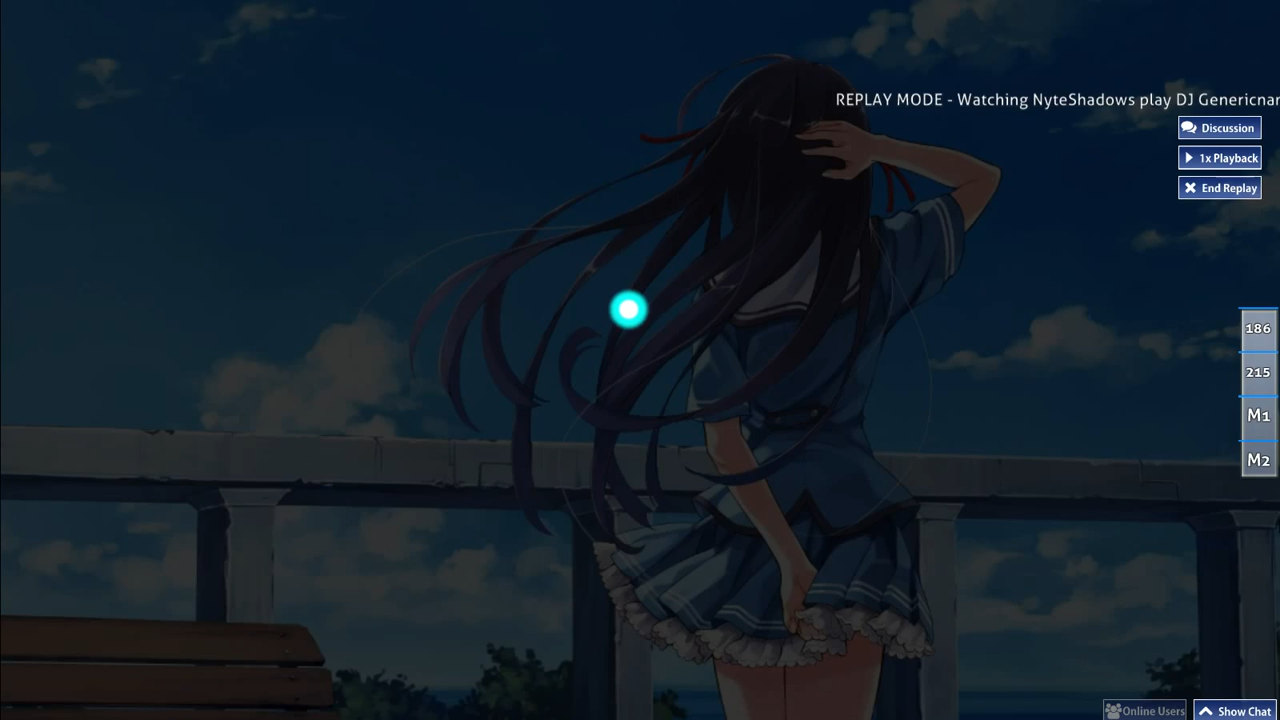 REPLAY MODE - Watching NyteShadows play DJ Genericnar
Discussion
1x Playback
End Replay
186
215
M1
M2
Online Users
Show Chat